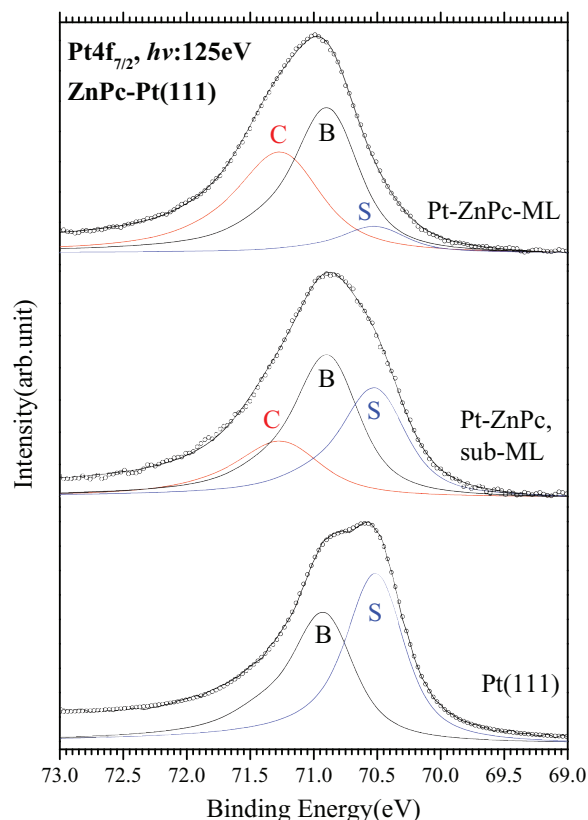 Pt4f7/2, hν:125eV
ZnPc-Pt(111)
C
B
S
Pt-ZnPc-ML
C
B
S
Pt-ZnPc,
sub-ML
B
S
Pt(111)
Intensity(arb.unit)
73.0 72.5 72.0 71.5 71.0 70.5 70.0 69.5 69.0
Binding Energy(eV)